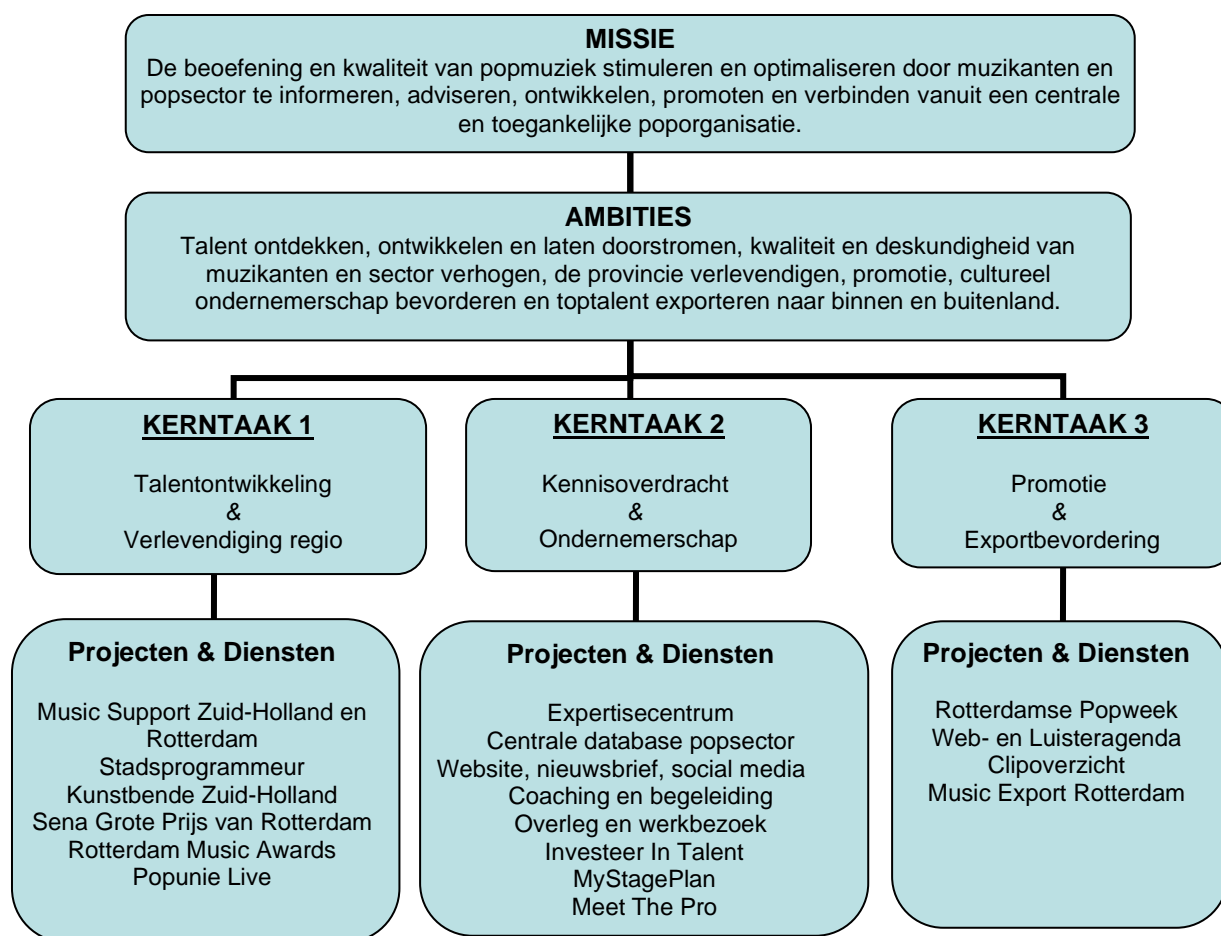 MISSIE
De beoefening en kwaliteit van popmuziek stimuleren en optimaliseren door muzikanten en
popsector te informeren, adviseren, ontwikkelen, promoten en verbinden vanuit een centrale
en toegankelijke poporganisatie.
AMBITIES
Talent ontdekken, ontwikkelen en laten doorstromen, kwaliteit en deskundigheid van
muzikanten en sector verhogen, de provincie verlevendigen, promotie, cultureel
ondernemerschap bevorderen en toptalent exporteren naar binnen en buitenland.
KERNTAAK 1
Talentontwikkeling
&
Verlevendiging regio
KERNTAAK 2
Kennisoverdracht
&
Ondernemerschap
KERNTAAK 3
Promotie
&
Exportbevordering
Projecten & Diensten
Music Support Zuid-Holland en
Rotterdam
Stadsprogrammeur
Kunstbende Zuid-Holland
Sena Grote Prijs van Rotterdam
Rotterdam Music Awards
Popunie Live
Projecten & Diensten
Expertisecentrum
Centrale database popsector
Website, nieuwsbrief, social media
Coaching en begeleiding
Overleg en werkbezoek
Investeer In Talent
MyStagePlan
Meet The Pro
Projecten & Diensten
Rotterdamse Popweek
Web- en Luisteragenda
Clipoverzicht
Music Export Rotterdam